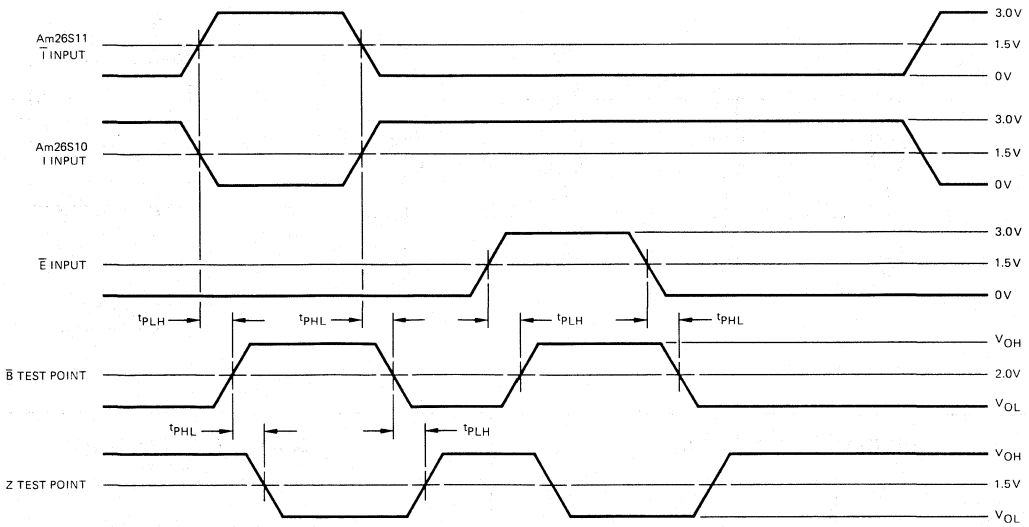 Am26S11
I̅ INPUT
3.0V
1.5V
0V
Am26S10
I INPUT
3.0V
1.5V
0V
E̅ INPUT
3.0V
1.5V
0V
tPLH
tPHL
tPLH
tPHL
B̅ TEST POINT
VOH
2.0V
VOL
tPHL
tPLH
Z TEST POINT
VOH
1.5V
VOL